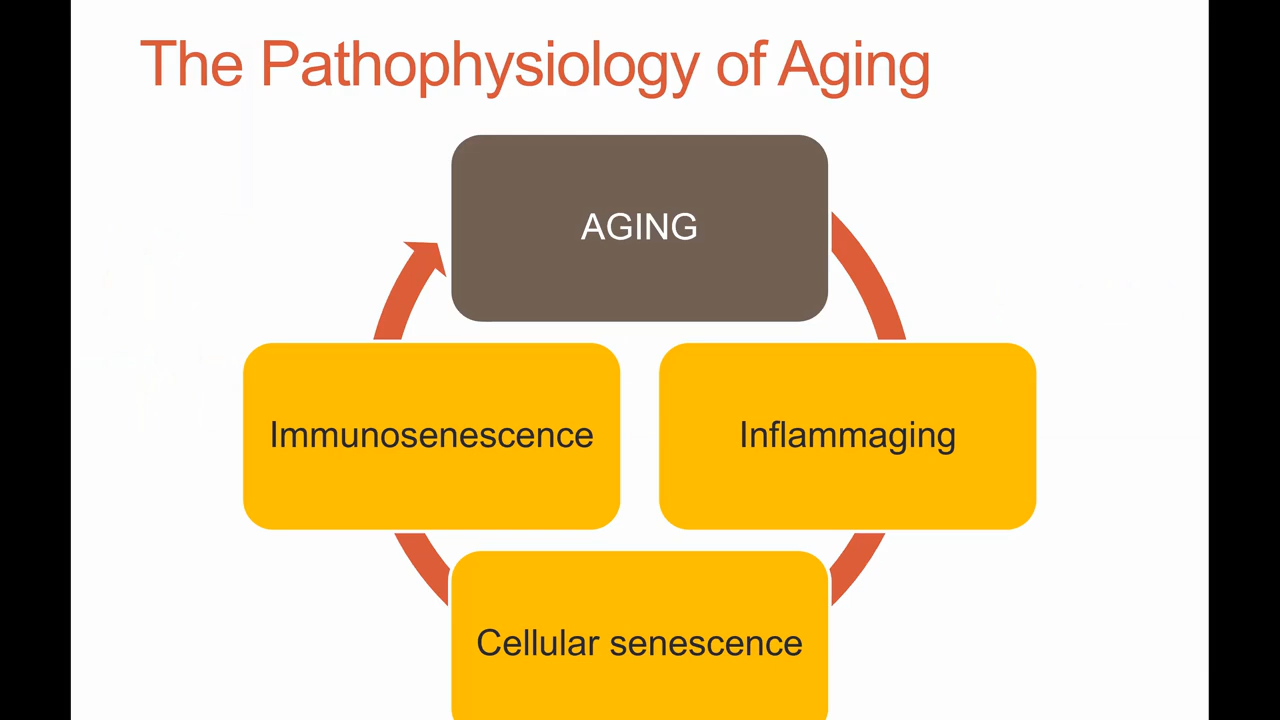 The Pathophysiology of Aging
AGING
Immunosenescence
Inflammaging
Cellular senescence